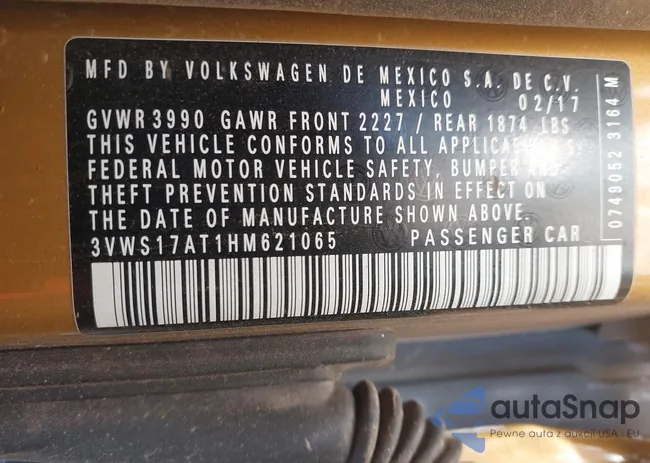 MFD BY VOLKSWAGEN DE MEXICO S.A. DE C.V.
MEXICO 02/17
GVWR 3990 GAWR FRONT 2227 / REAR 1874 LBS
THIS VEHICLE CONFORMS TO ALL
FEDERAL MOTOR VEHICLE SAFETY, BUMPER AND
THEFT PREVENTION STANDARDS IN EFFECT ON
THE DATE OF MANUFACTURE SHOWN ABOVE.
3VWS17AT1HM621065 PASSENGER CAR
0749052 3164 M
autaSnap
Pewne auta z aukcji USA i EU